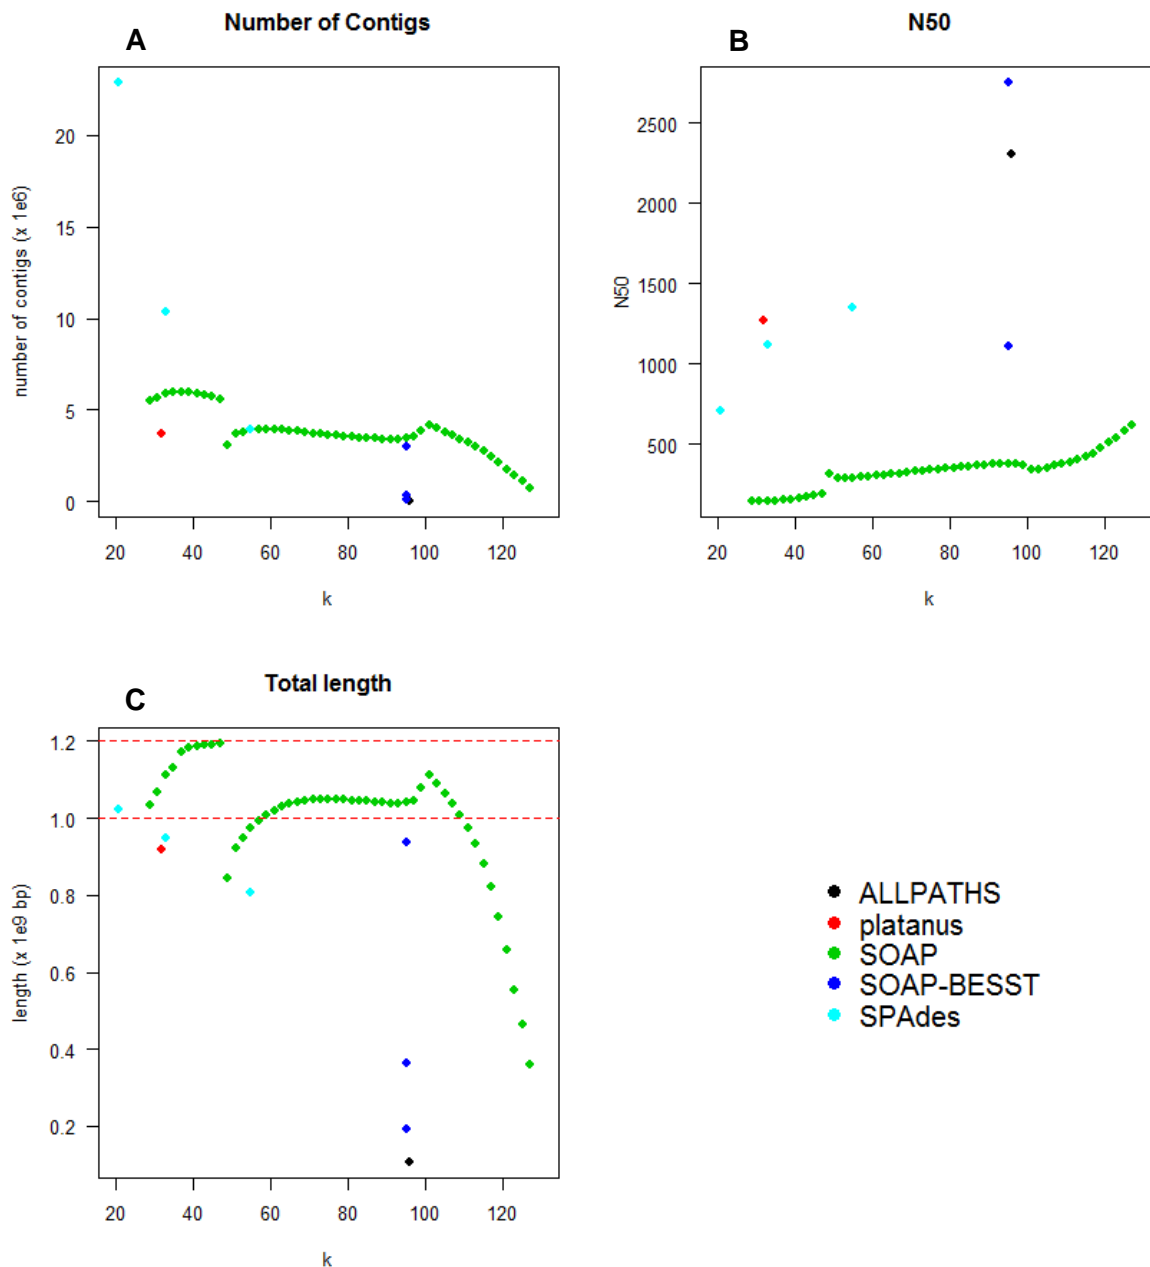 Number of Contigs
A
number of contigs (x 1e6)
20
15
10
5
0
20 40 60 80 100 120
k
N50
B
N50
2500
2000
1500
1000
500
20 40 60 80 100 120
k
Total length
C
length (x 1e9 bp)
1.2
1.0
0.8
0.6
0.4
0.2
20 40 60 80 100 120
k
ALLPATHS
platanus
SOAP
SOAP-BESST
SPAdes